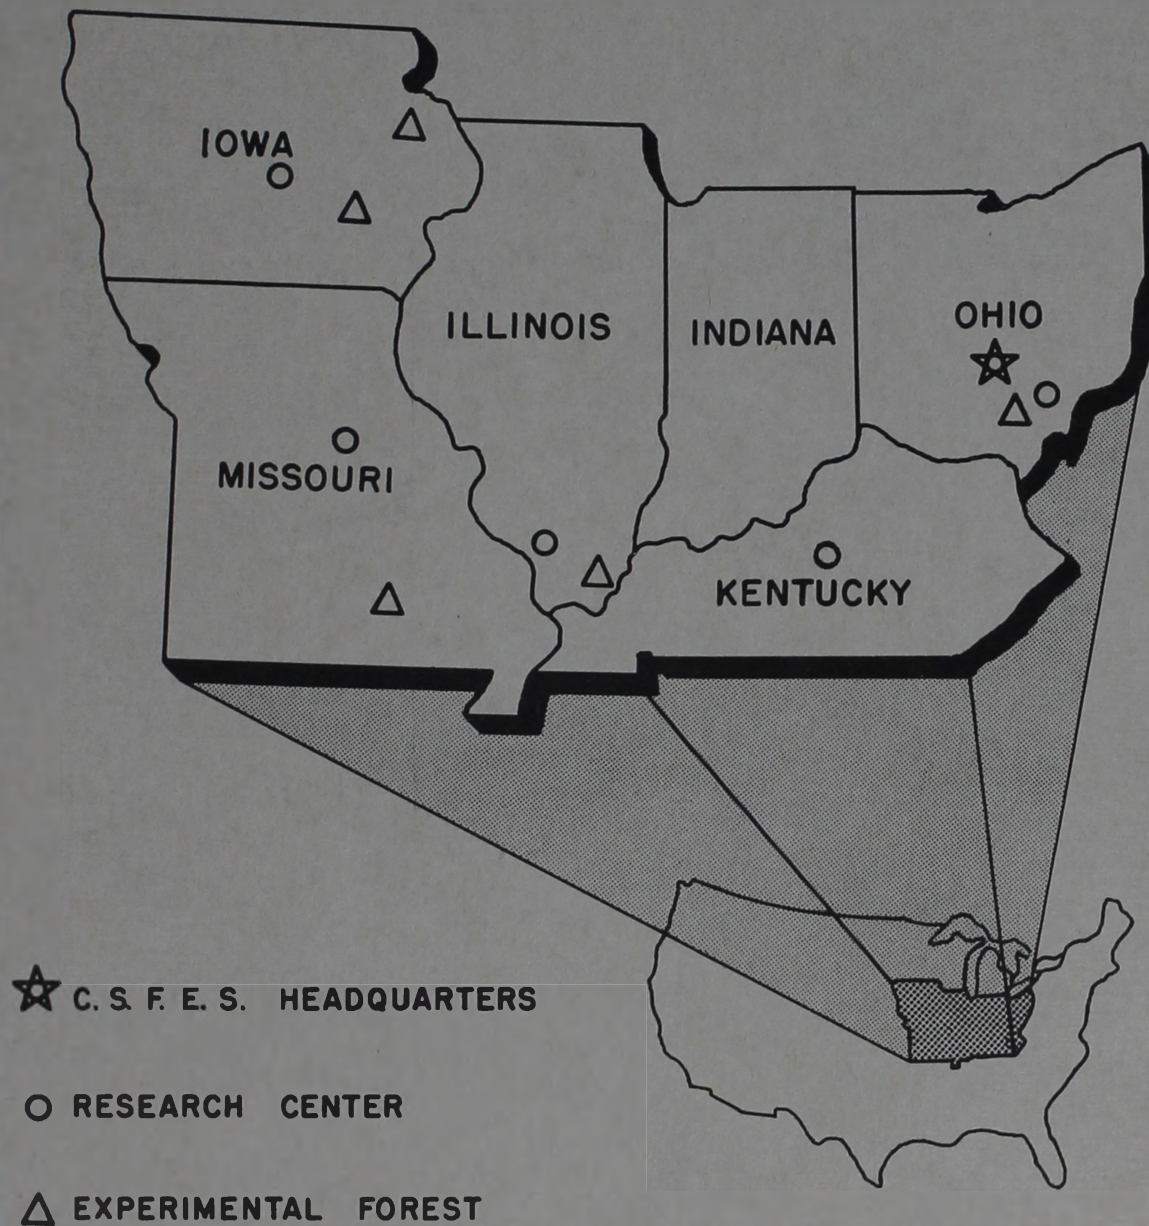 IOWA
ILLINOIS
INDIANA
OHIO
MISSOURI
KENTUCKY
C. S. F. E. S. HEADQUARTERS
RESEARCH CENTER
EXPERIMENTAL FOREST